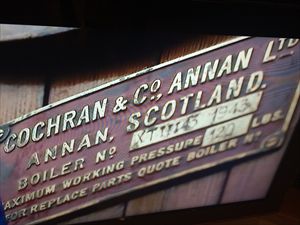 COCHRAN & Co. ANNAN LTD
ANNAN, SCOTLAND.
BOILER No 1943
MAXIMUM WORKING PRESSURE 120 LBS.
FOR REPLACE PARTS QUOTE BOILER No